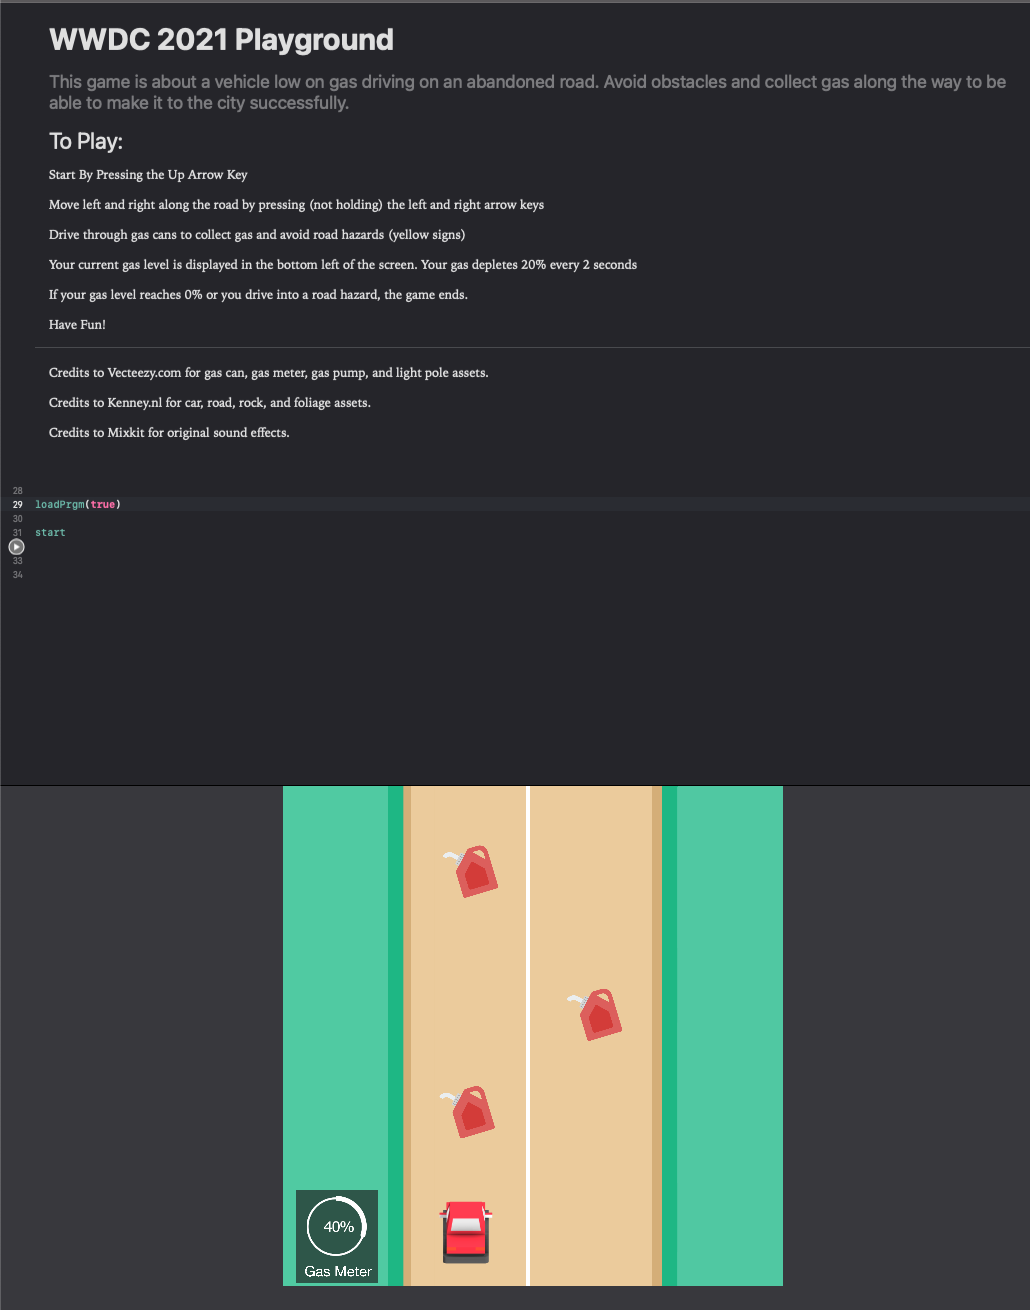 WWDC 2021 Playground
This game is about a vehicle low on gas driving on an abandoned road. Avoid obstacles and collect gas along the way to be
able to make it to the city successfully.
To Play:
Start By Pressing the Up Arrow Key
Move left and right along the road by pressing (not holding) the left and right arrow keys
Drive through gas cans to collect gas and avoid road hazards (yellow signs)
Your current gas level is displayed in the bottom left of the screen. Your gas depletes 20% every 2 seconds
If your gas level reaches 0% or you drive into a road hazard, the game ends.
Have Fun!
Credits to Vecteezy.com for gas can, gas meter, gas pump, and light pole assets.
Credits to Kenney.nl for car, road, rock, and foliage assets.
Credits to Mixkit for original sound effects.
28
29 loadPrgm(true)
30
31 start
33
34
40%
Gas Meter